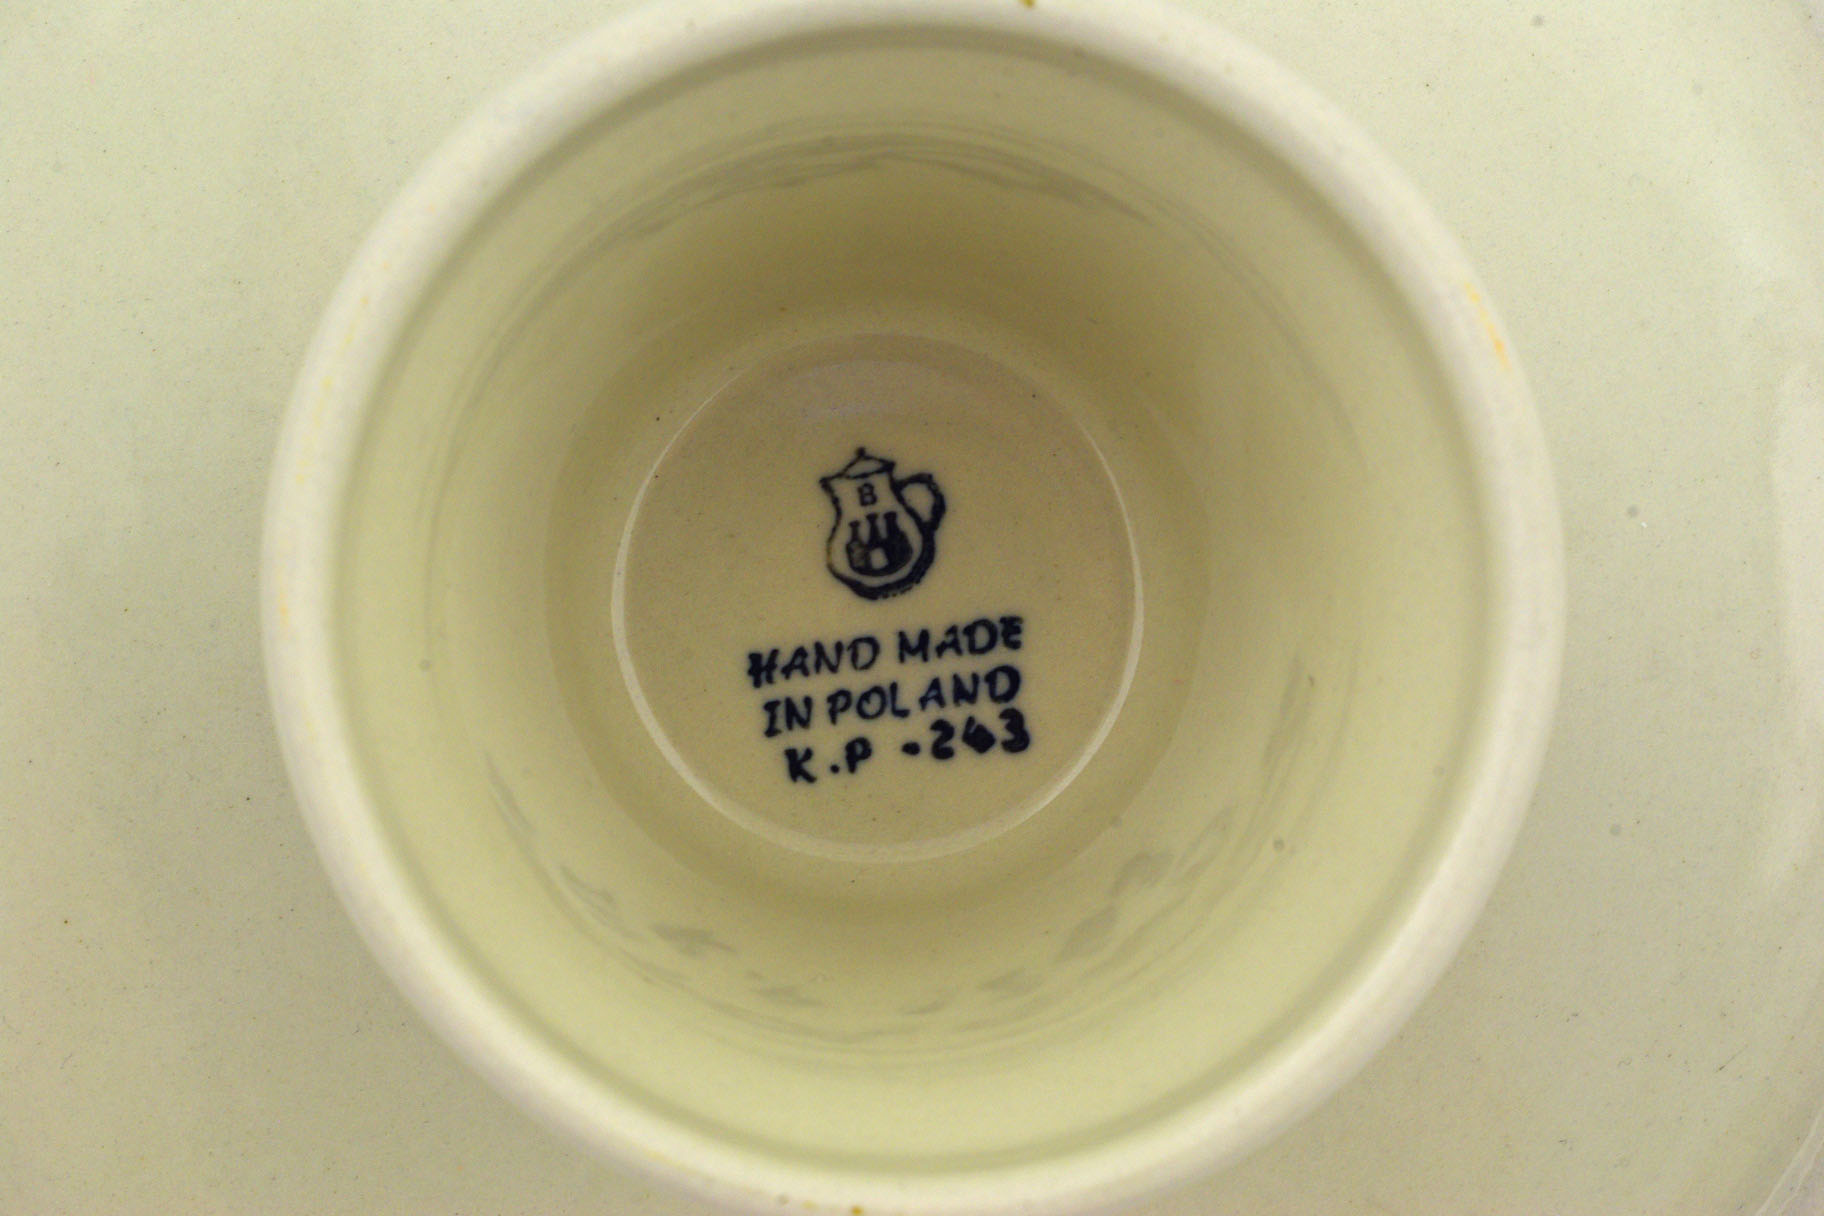 B
HAND MADE
IN POLAND
K.P -243